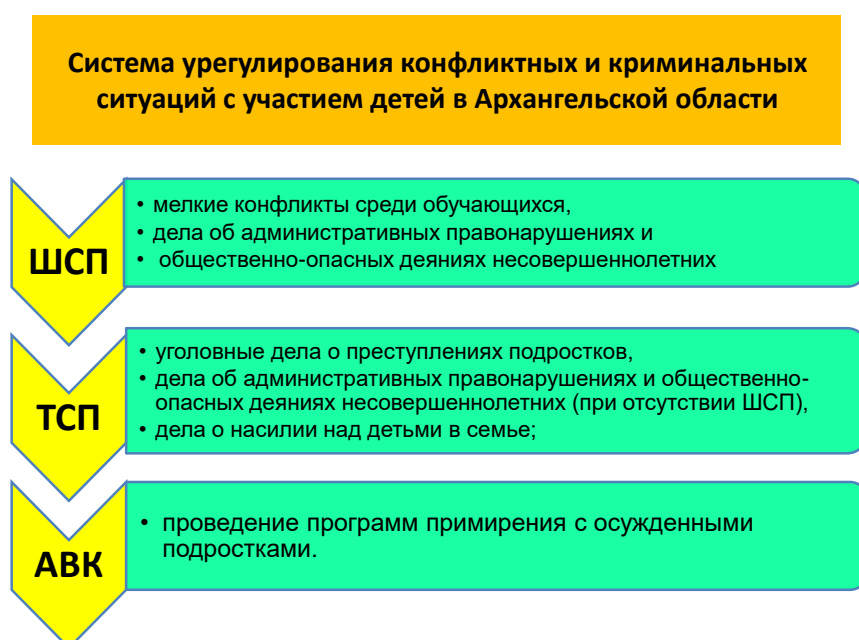 Система урегулирования конфликтных и криминальных
ситуаций с участием детей в Архангельской области
ШСП
• мелкие конфликты среди обучающихся,
• дела об административных правонарушениях и
• общественно-опасных деяниях несовершеннолетних
ТСП
• уголовные дела о преступлениях подростков,
• дела об административных правонарушениях и общественно-
опасных деяниях несовершеннолетних (при отсутствии ШСП),
• дела о насилии над детьми в семье;
АВК
• проведение программ примирения с осужденными
подростками.